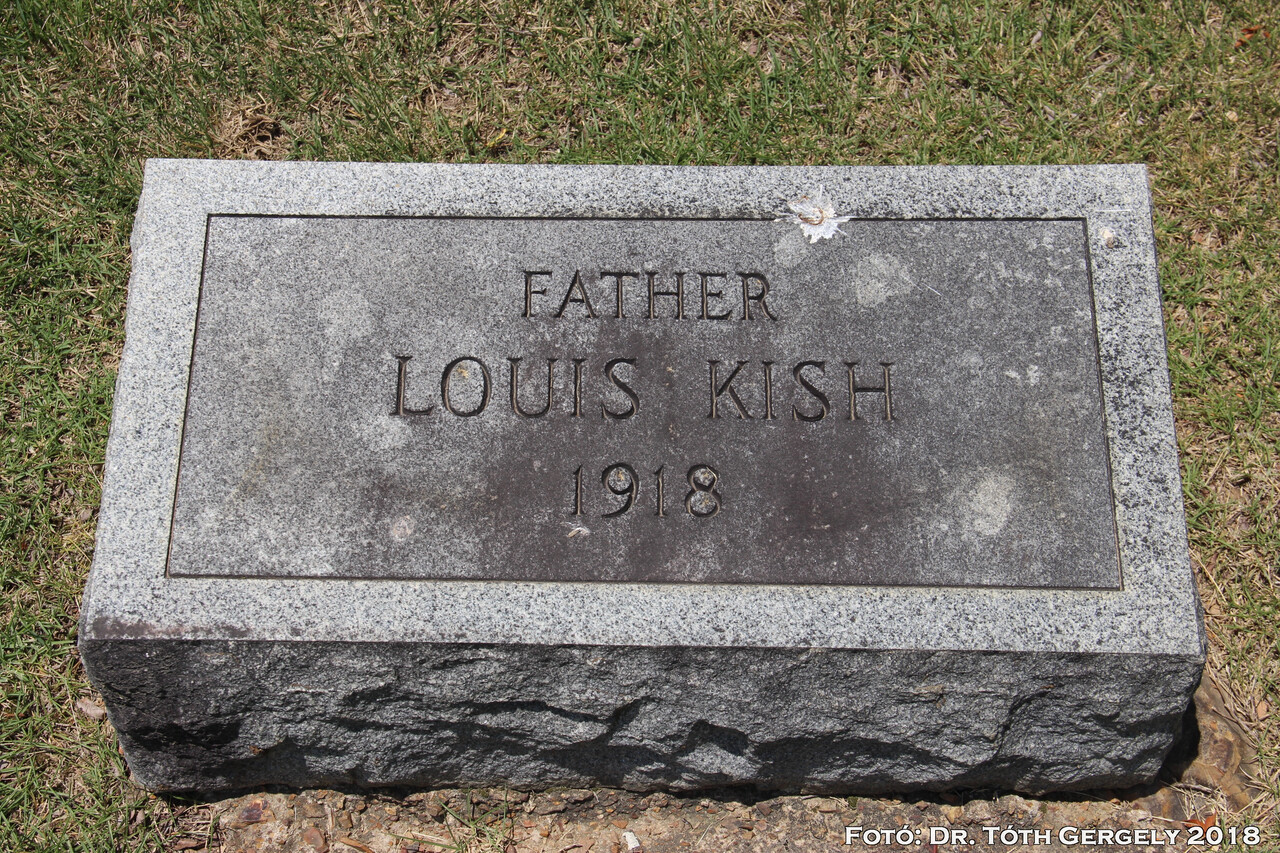 FATHER
LOUIS KISH
1918
Fotó: Dr. Tóth Gergely 2018